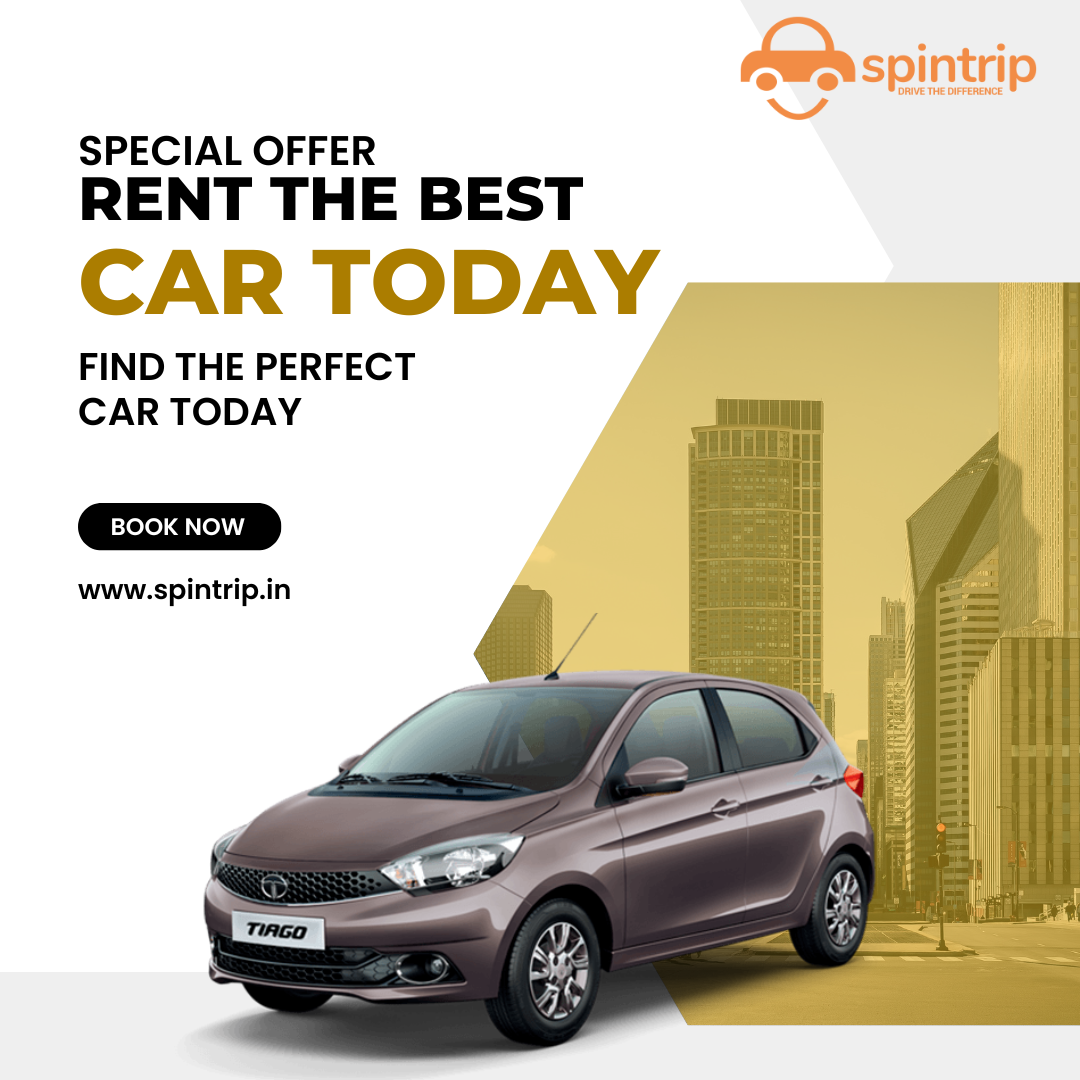 spintrip
DRIVE THE DIFFERENCE
SPECIAL OFFER
RENT THE BEST
CAR TODAY
FIND THE PERFECT
CAR TODAY
BOOK NOW
www.spintrip.in
TIAGO